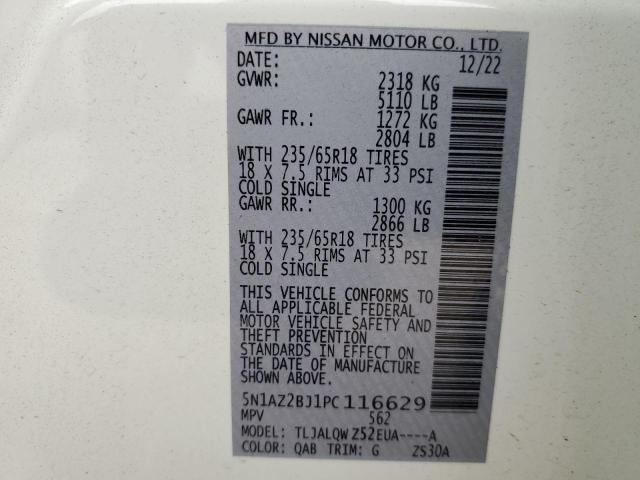 MFD BY NISSAN MOTOR CO., LTD.
DATE: 12/22
GVWR: 2318 KG
5110 LB
GAWR FR.: 1272 KG
2804 LB
WITH 235/65R18 TIRES
18 X 7.5 RIMS AT 33 PSI
COLD SINGLE
GAWR RR.: 1300 KG
2866 LB
WITH 235/65R18 TIRES
18 X 7.5 RIMS AT 33 PSI
COLD SINGLE
THIS VEHICLE CONFORMS TO
ALL APPLICABLE FEDERAL
MOTOR VEHICLE SAFETY AND
THEFT PREVENTION
STANDARDS IN EFFECT ON
THE DATE OF MANUFACTURE
SHOWN ABOVE.
5N1AZ2BJ1PC116629
MPV 562
MODEL: TLJALQW Z52EUA----A
COLOR: QAB TRIM: G ZS30A